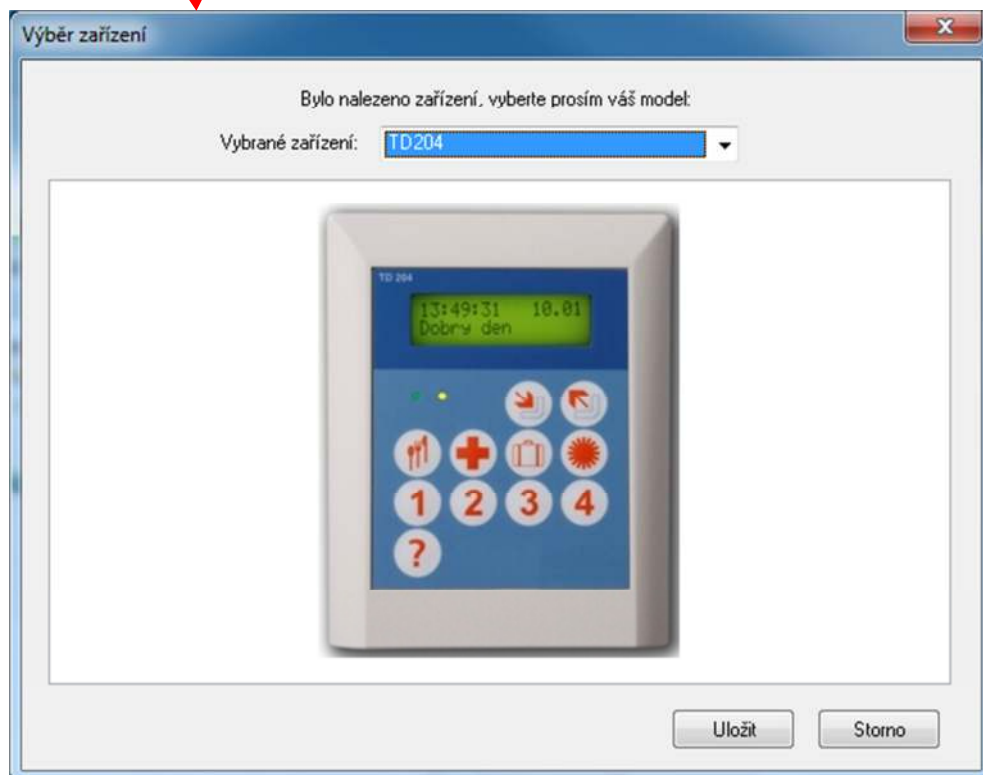 Výběr zařízení
Bylo nalezeno zařízení, vyberte prosím váš model:
Vybrané zařízení: TD204
TD 204
13:49:31 10.01
Dobry den
1 2 3 4
?
Uložit Storno